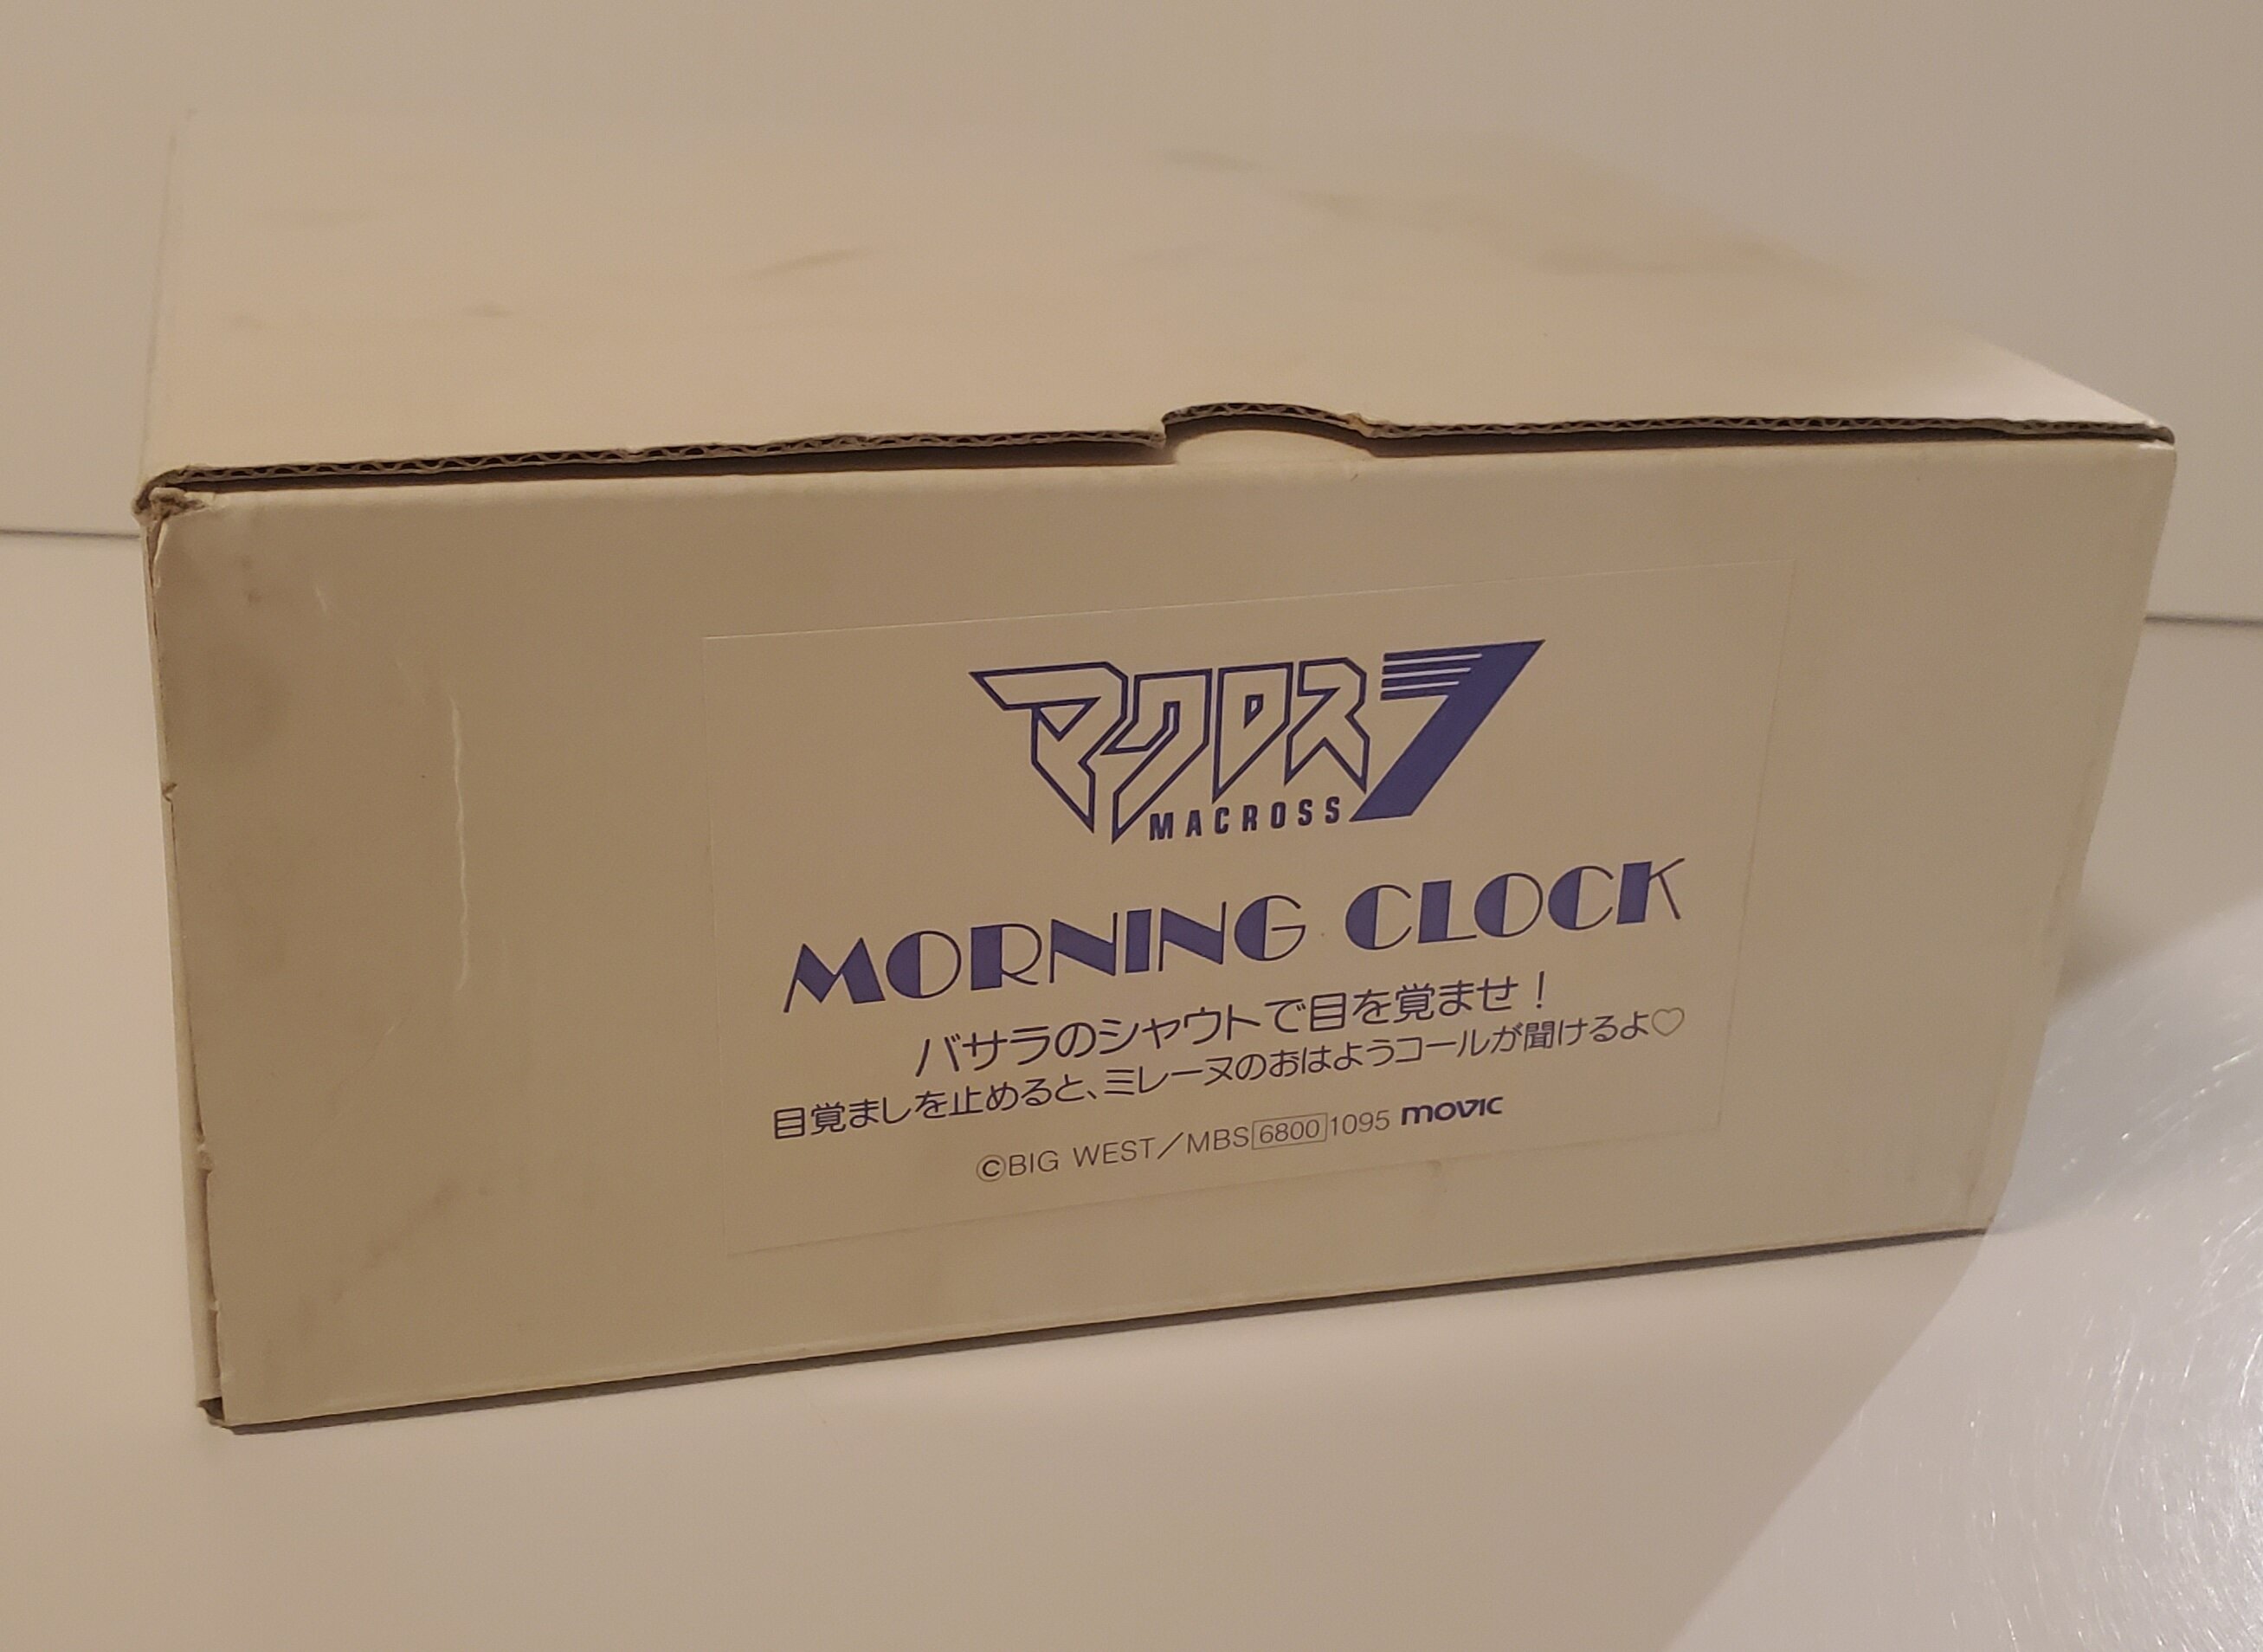 マクロス7
MACROSS
MORNING CLOCK
バサラのシャウトで目を覚ませ！
目覚ましを止めると、ミレーヌのおはようコールが聞けるよ♡
©BIG WEST／MBS 6800 1095 movic